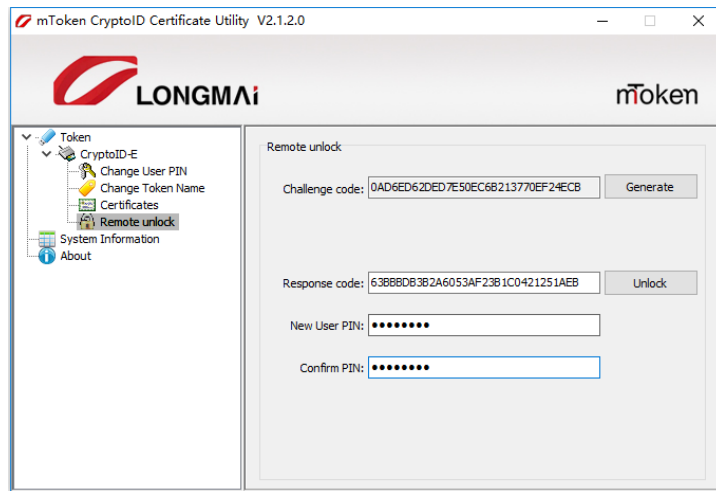 mToken CryptoID Certificate Utility V2.1.2.0
LONGMAi
mToken
Token
CryptoID-E
Change User PIN
Change Token Name
Certificates
Remote unlock
System Information
About
Remote unlock
Challenge code: 0AD6ED62DED7E50EC6B213770EF24ECB Generate
Response code: 63BBBDB3B2A6053AF23B1C0421251AEB Unlock
New User PIN: ●●●●●●●●
Confirm PIN: ●●●●●●●●